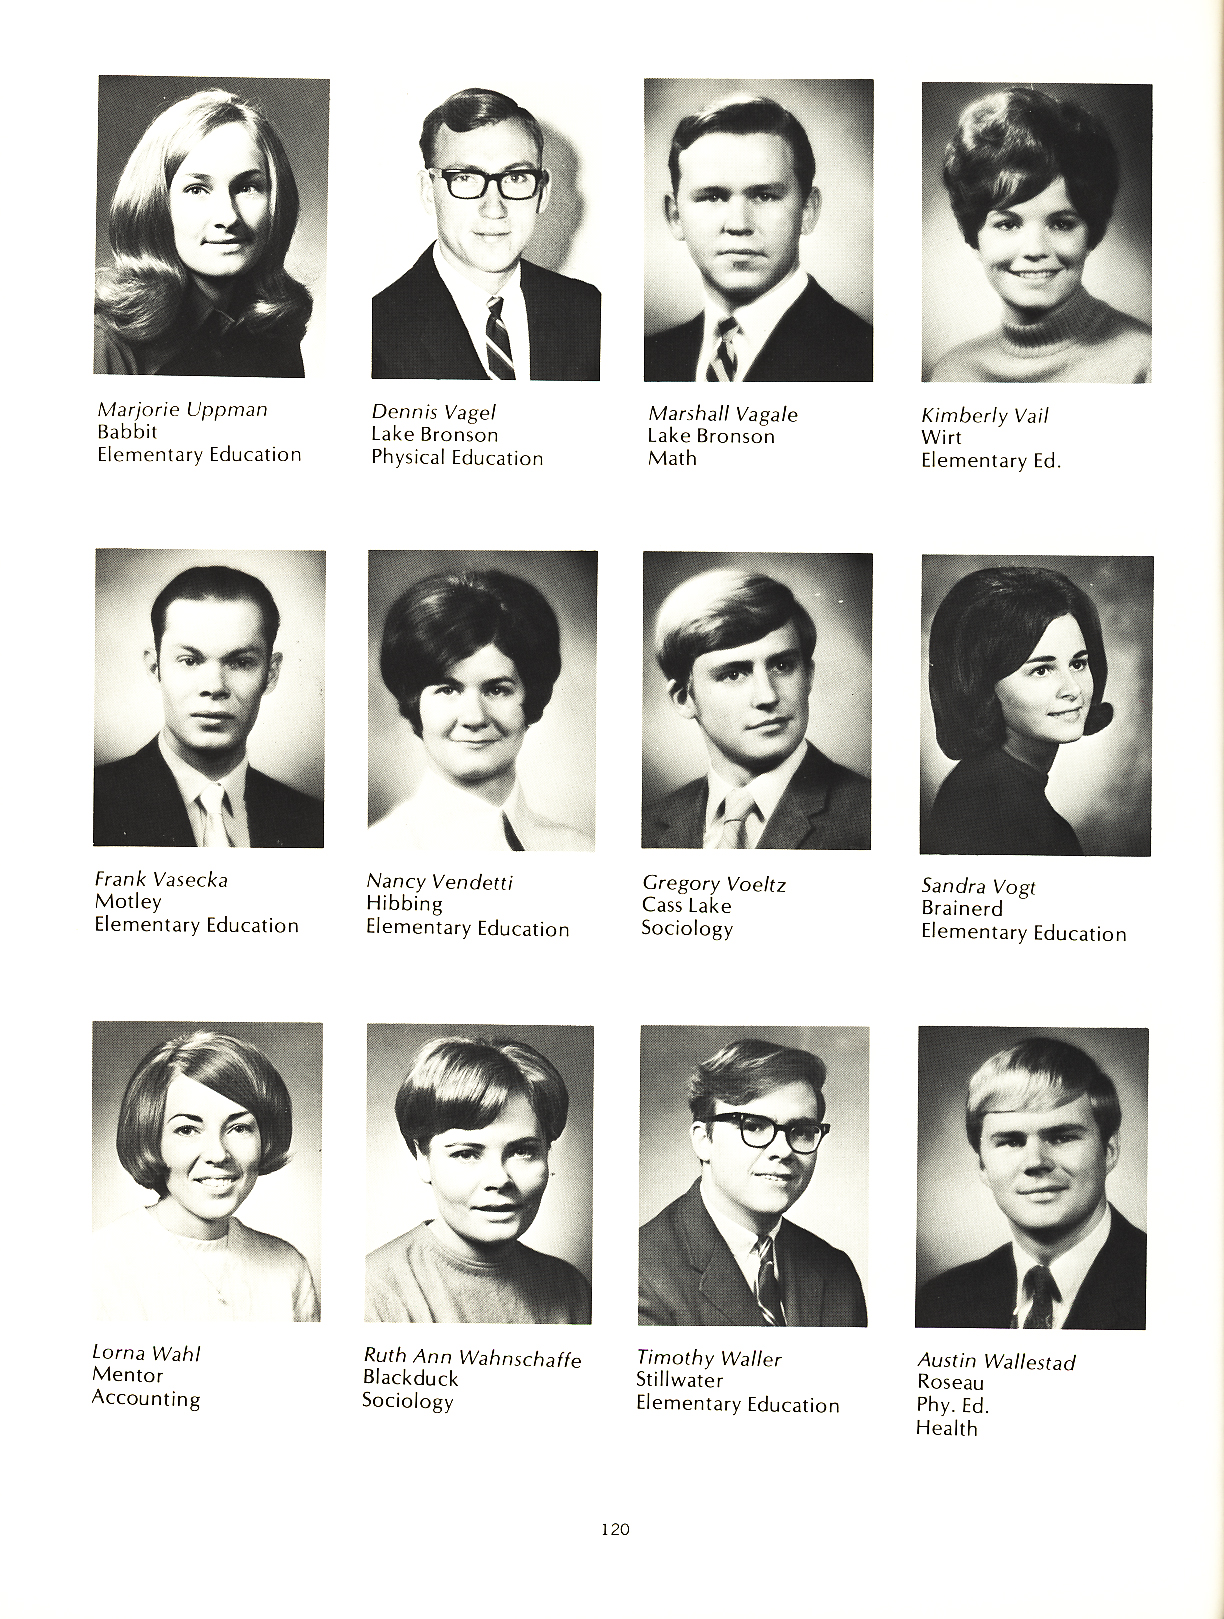 Marjorie Uppman
Babbit
Elementary Education
Dennis Vagel
Lake Bronson
Physical Education
Marshall Vagale
Lake Bronson
Math
Kimberly Vail
Wirt
Elementary Ed.
Frank Vasecka
Motley
Elementary Education
Nancy Vendetti
Hibbing
Elementary Education
Gregory Voeltz
Cass Lake
Sociology
Sandra Vogt
Brainerd
Elementary Education
Lorna Wahl
Mentor
Accounting
Ruth Ann Wahnschaffe
Blackduck
Sociology
Timothy Waller
Stillwater
Elementary Education
Austin Wallestad
Roseau
Phy. Ed.
Health
120